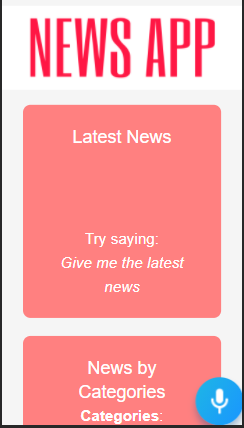 NEWS APP
Latest News
Try saying:
Give me the latest
news
News by
Categories
Categories: